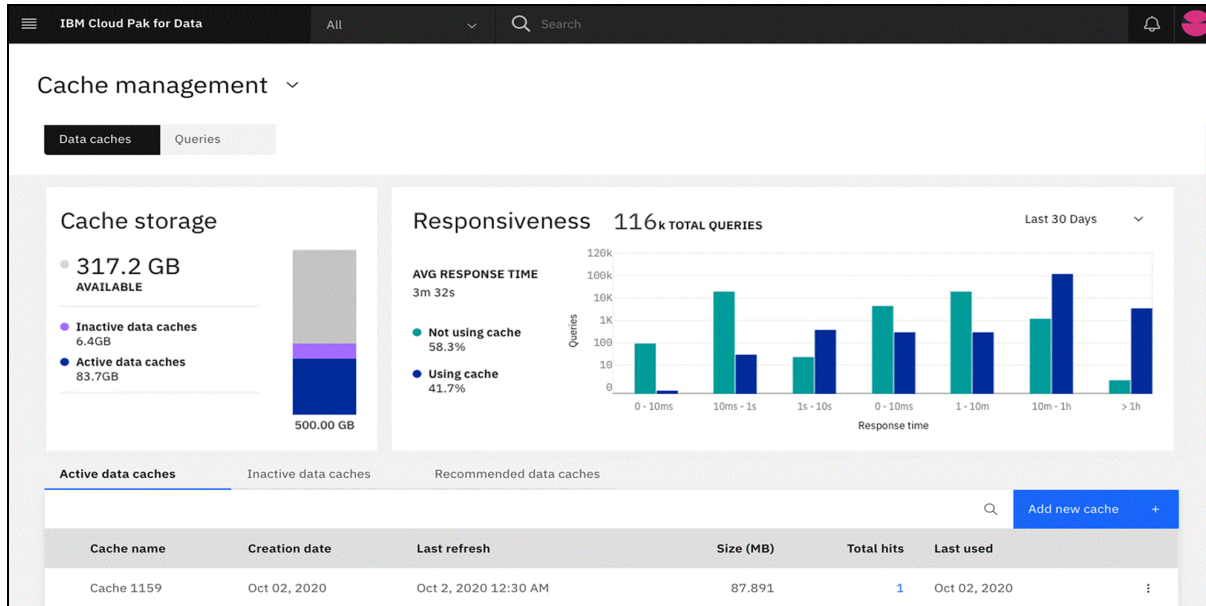 IBM Cloud Pak for Data
All
Search
Cache management
Data caches
Queries
Cache storage
317.2 GB
AVAILABLE
Inactive data caches
6.4GB
Active data caches
83.7GB
500.00 GB
Responsiveness 116k TOTAL QUERIES
Last 30 Days
AVG RESPONSE TIME
3m 32s
Not using cache
58.3%
Using cache
41.7%
Queries
120k
100k
10K
1K
100
10
0
0 - 10ms 10ms - 1s 1s - 10s 0 - 10ms 1 - 10m 10m - 1h > 1h
Response time
Active data caches Inactive data caches Recommended data caches
Add new cache +
Cache name Creation date Last refresh Size (MB) Total hits Last used
Cache 1159 Oct 02, 2020 Oct 2, 2020 12:30 AM 87.891 1 Oct 02, 2020